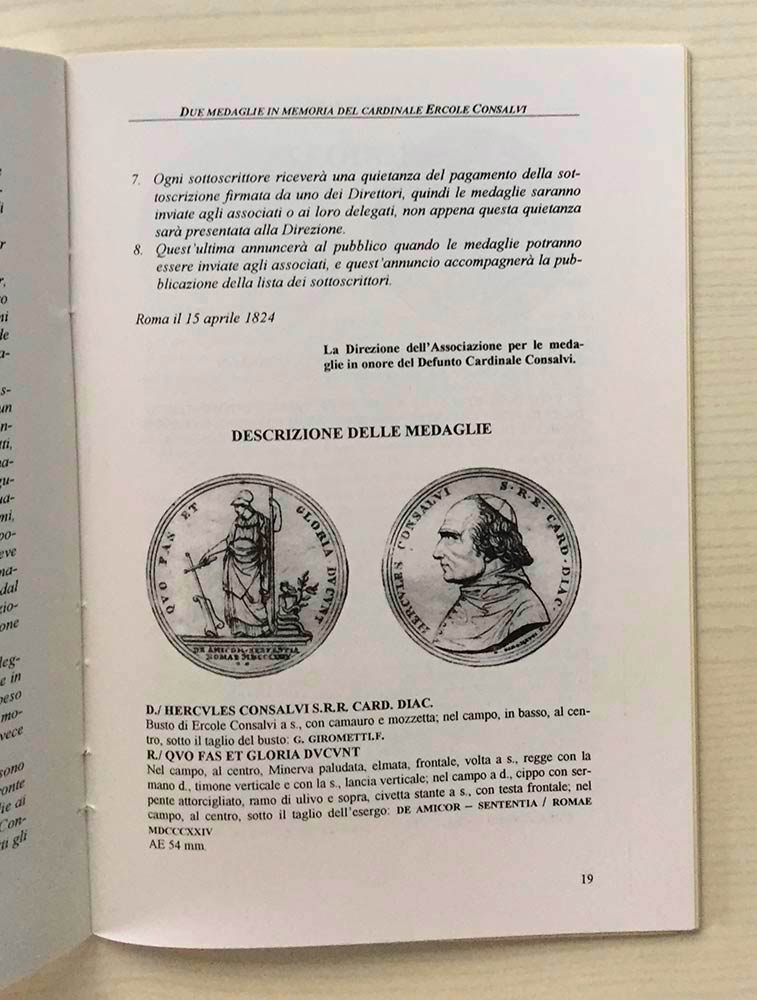 DUE MEDAGLIE IN MEMORIA DEL CARDINALE ERCOLE CONSALVI
7. Ogni sottoscrittore riceverà una quietanza del pagamento della sot-
toscrizione firmata da uno dei Direttori, quindi le medaglie saranno
inviate agli associati o ai loro delegati, non appena questa quietanza
sarà presentata alla Direzione.
8. Quest'ultima annuncerà al pubblico quando le medaglie potranno
essere inviate agli associati, e quest'annuncio accompagnerà la pub-
blicazione della lista dei sottoscrittori.
Roma il 15 aprile 1824
La Direzione dell'Associazione per le meda-
glie in onore del Defunto Cardinale Consalvi.
DESCRIZIONE DELLE MEDAGLIE
QVO FAS ET GLORIA DVCVNT
DE AMICOR. SENTENTIA
ROMAE MDCCCXXIV
HERCVLES CONSALVI S.R.E. CARD. DIAC.
D./ HERCVLES CONSALVI S.R.R. CARD. DIAC.
Busto di Ercole Consalvi a s., con camauro e mozzetta; nel campo, in basso, al cen-
tro, sotto il taglio del busto: G. GIROMETTI.F.
R./ QVO FAS ET GLORIA DVCVNT
Nel campo, al centro, Minerva paludata, elmata, frontale, volta a s., regge con la
mano d., timone verticale e con la s., lancia verticale; nel campo a d., cippo con ser-
pente attorcigliato, ramo di ulivo e sopra, civetta stante a s., con testa frontale; nel
campo, al centro, sotto il taglio dell'esergo: DE AMICOR – SENTENTIA / ROMAE
MDCCCXXIV
AE 54 mm.
19